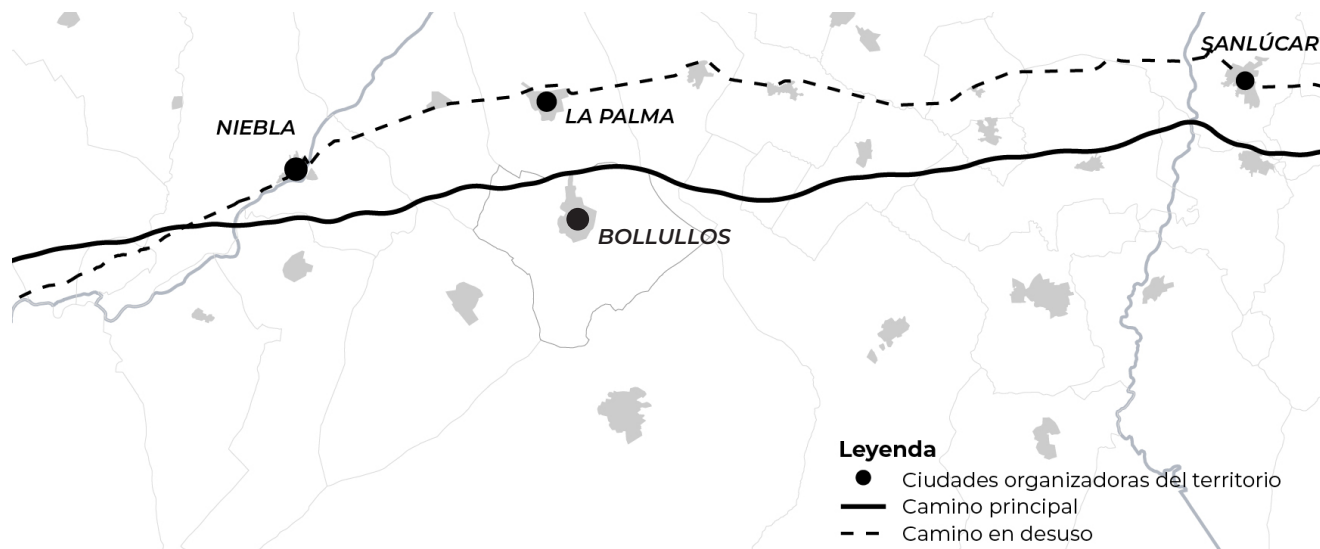 SANLÚCAR
LA PALMA
NIEBLA
BOLLULLOS
Leyenda
Ciudades organizadoras del territorio
Camino principal
Camino en desuso